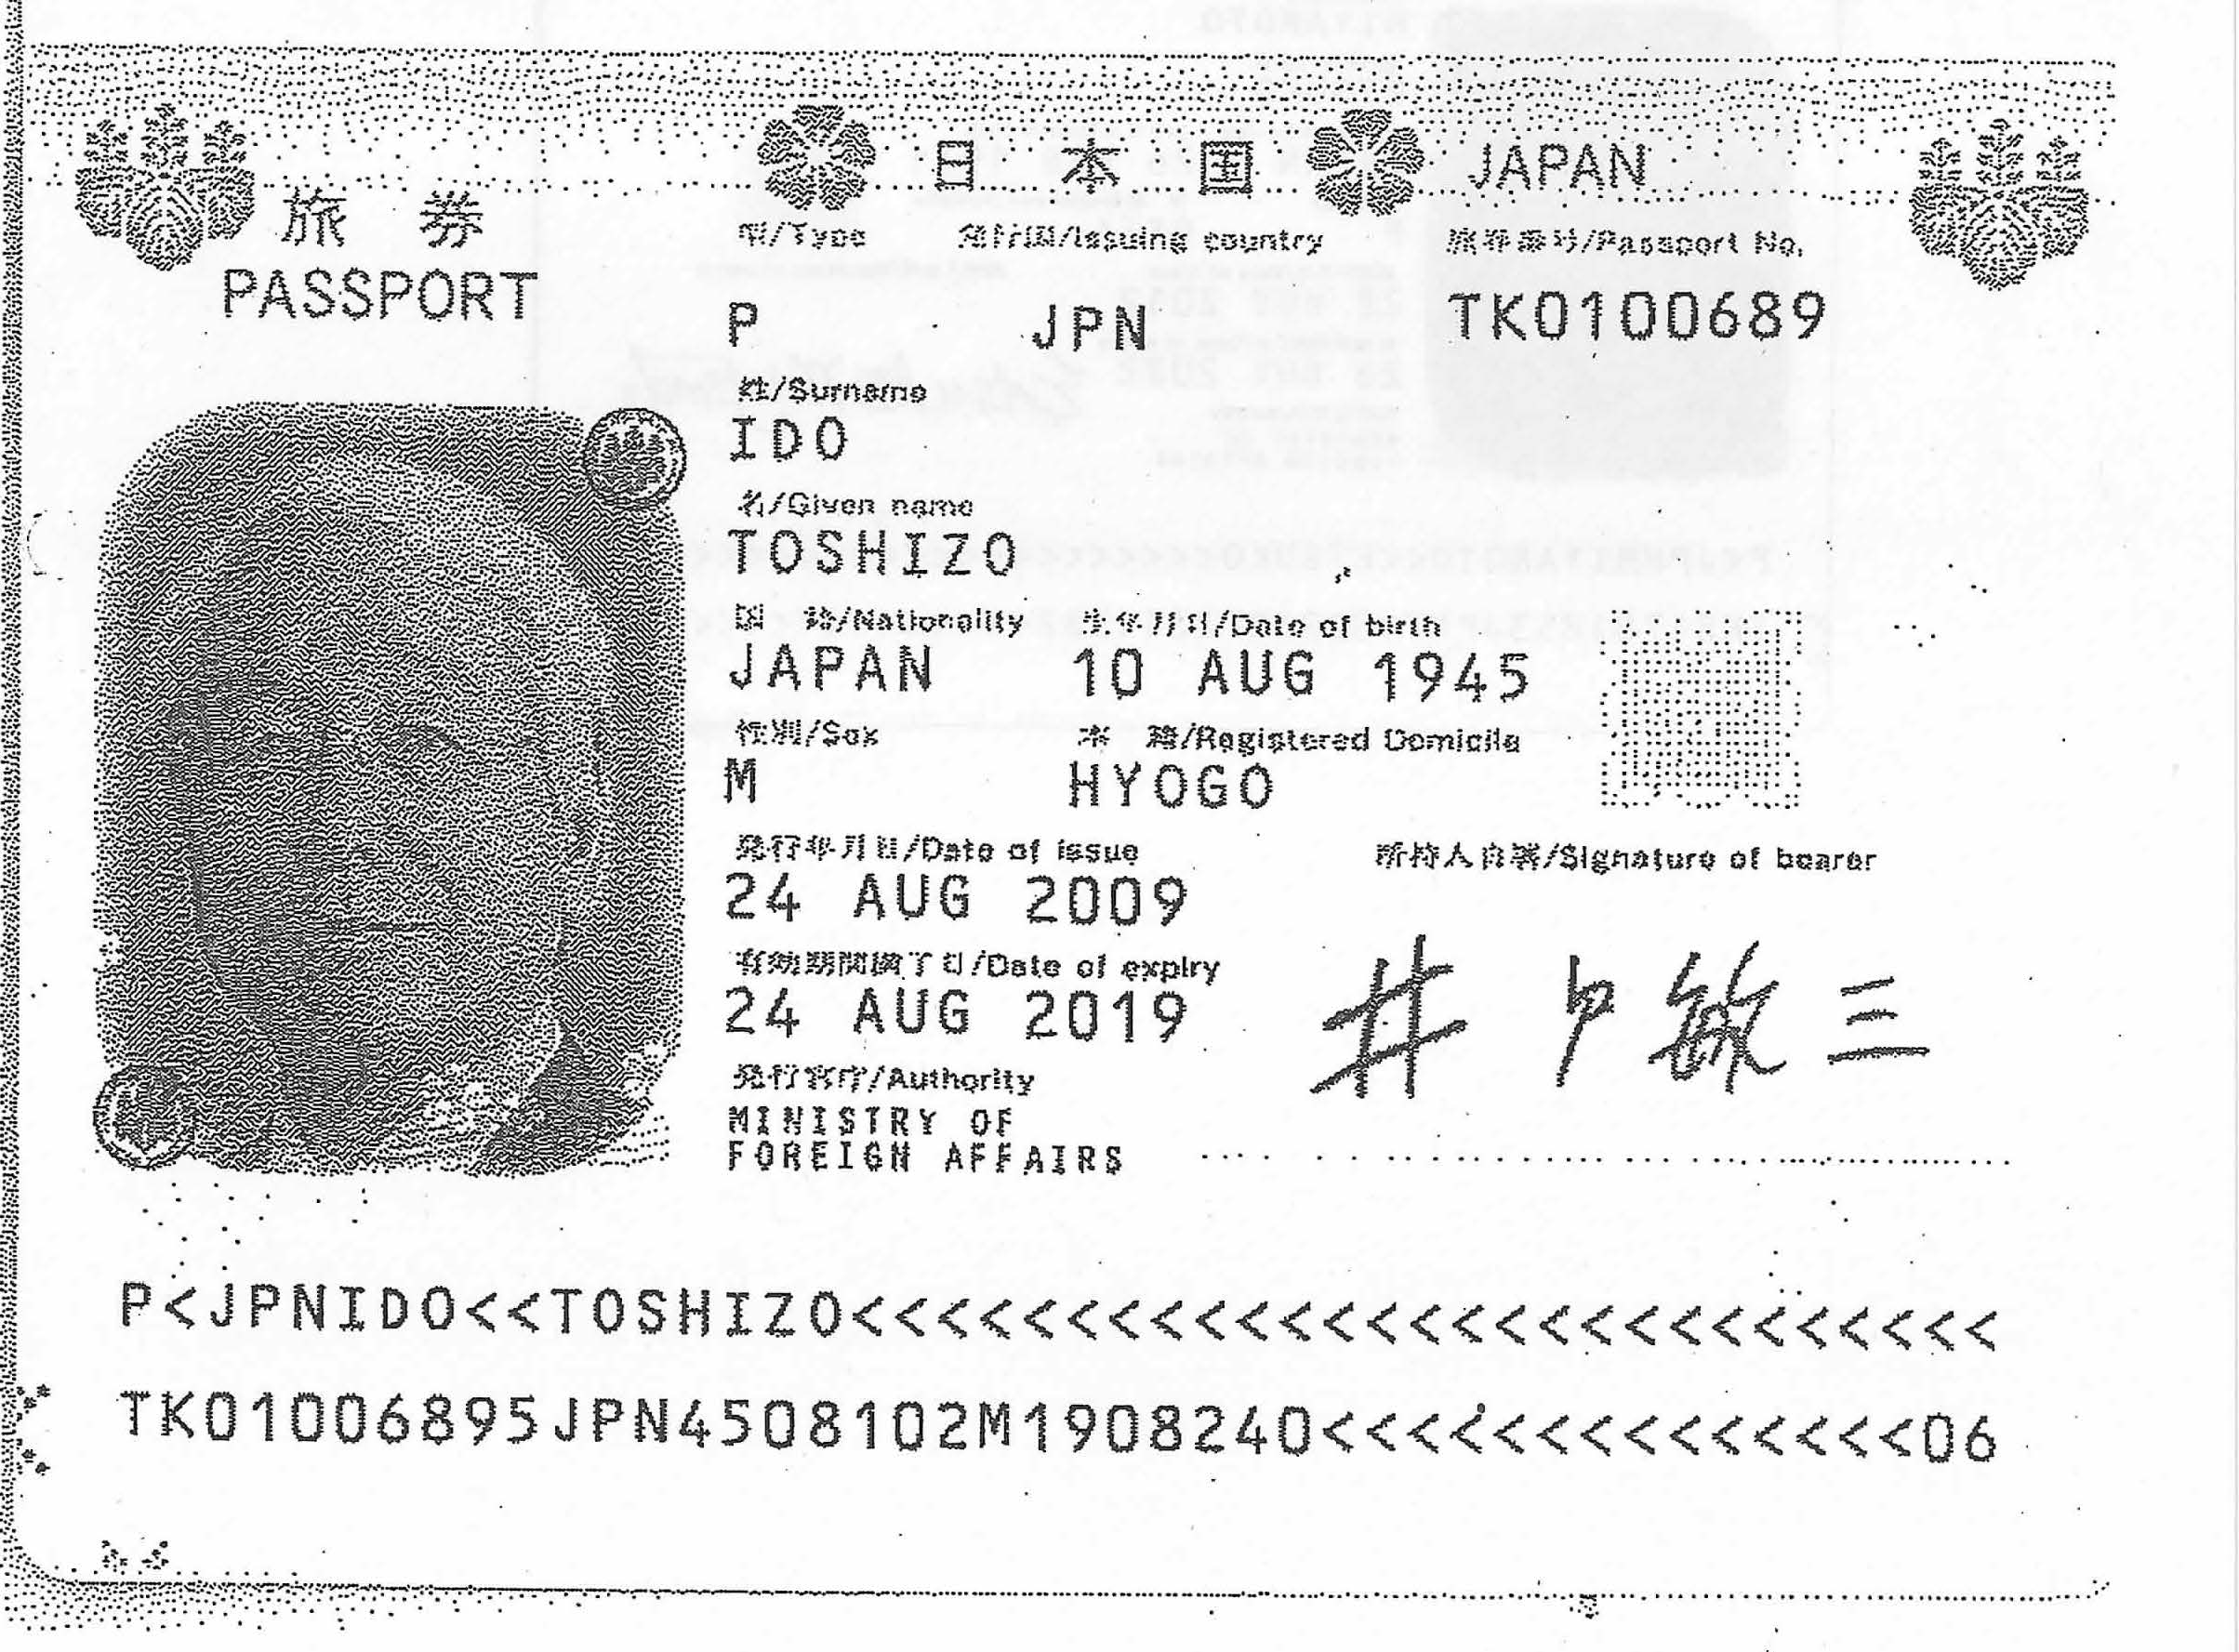 日本国 JAPAN
旅券
PASSPORT
型/Type 発行国/Issuing country 旅券番号/Passport No.
P JPN TK0100689
姓/Surname
IDO
名/Given name
TOSHIZO
国 籍/Nationality 生年月日/Date of birth
JAPAN 10 AUG 1945
性別/Sex 本 籍/Registered Domicile
M HYOGO
発行年月日/Date of issue 所持人自署/Signature of bearer
24 AUG 2009
有効期間満了日/Date of expiry
24 AUG 2019
井戸敏三
発行官庁/Authority
MINISTRY OF
FOREIGN AFFAIRS
P<JPNIDO<<TOSHIZO<<<<<<<<<<<<<<<<<<<<<<<<<<<
TK01006895JPN4508102M1908240<<<<<<<<<<<<<<06